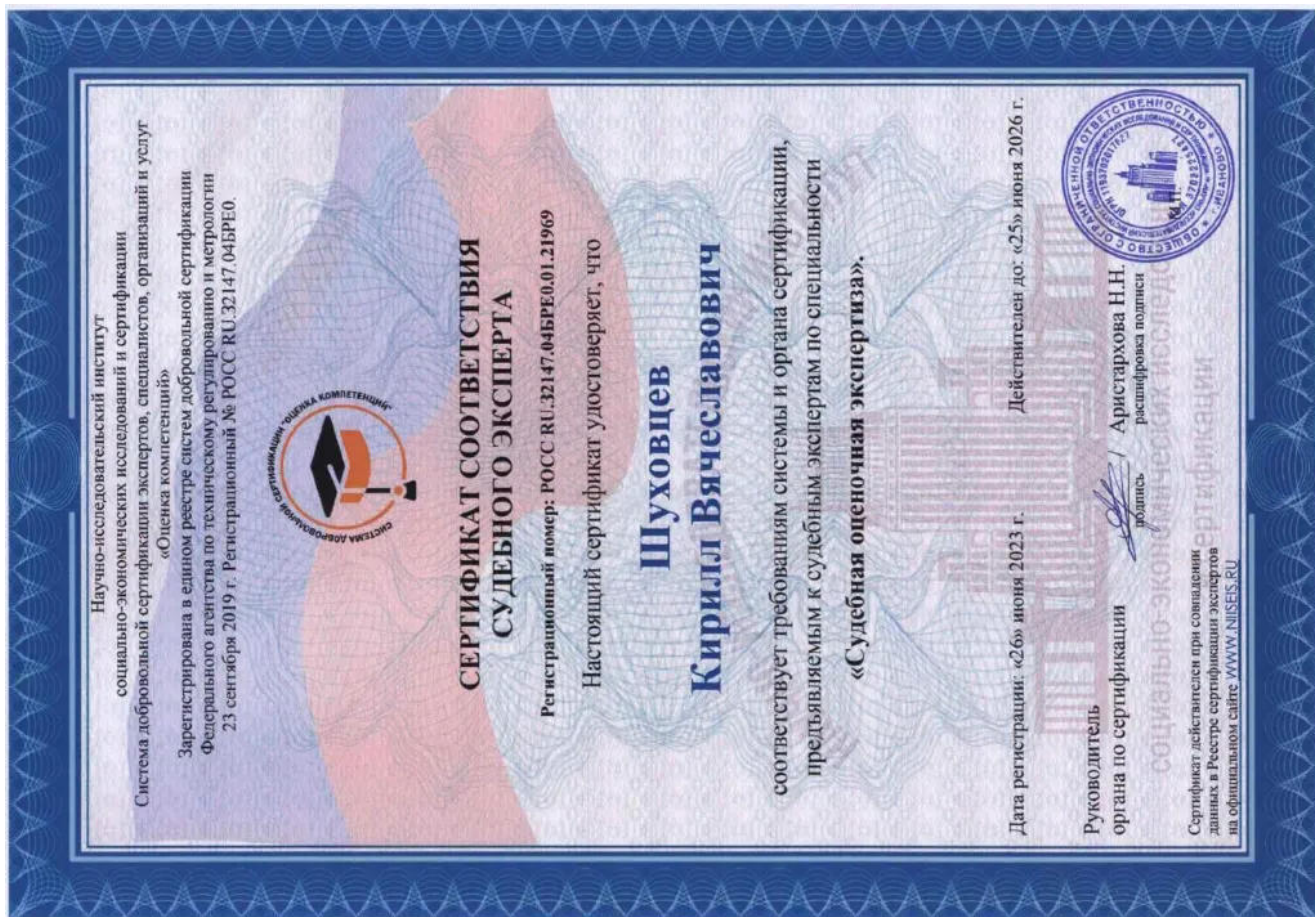 Научно-исследовательский институт
социально-экономических исследований и сертификации
Система добровольной сертификации экспертов, специалистов, организаций и услуг
«Оценка компетенций»
Зарегистрирована в едином реестре систем добровольной сертификации
Федерального агентства по техническому регулированию и метрологии
23 сентября 2019 г. Регистрационный № РОСС RU.32147.04БРЕ0.
СИСТЕМА ДОБРОВОЛЬНОЙ СЕРТИФИКАЦИИ "ОЦЕНКА КОМПЕТЕНЦИЙ"
СЕРТИФИКАТ СООТВЕТСТВИЯ
СУДЕБНОГО ЭКСПЕРТА
Регистрационный номер: РОСС RU.32147.04БРЕ0.01.21969
Настоящий сертификат удостоверяет, что
Шуховцев
Кирилл Вячеславович
соответствует требованиям системы и органа сертификации,
предъявляемым к судебным экспертам по специальности
«Судебная оценочная экспертиза».
Дата регистрации: «26» июня 2023 г. Действителен до: «25» июня 2026 г.
Руководитель
органа по сертификации / Аристархова Н.Н.
подпись расшифровка подписи
М.П.
ОБЩЕСТВО С ОГРАНИЧЕННОЙ ОТВЕТСТВЕННОСТЬЮ
г. ИВАНОВО
Сертификат действителен при совпадении
данных в Реестре сертификации экспертов
на официальном сайте WWW.NIISEIS.RU